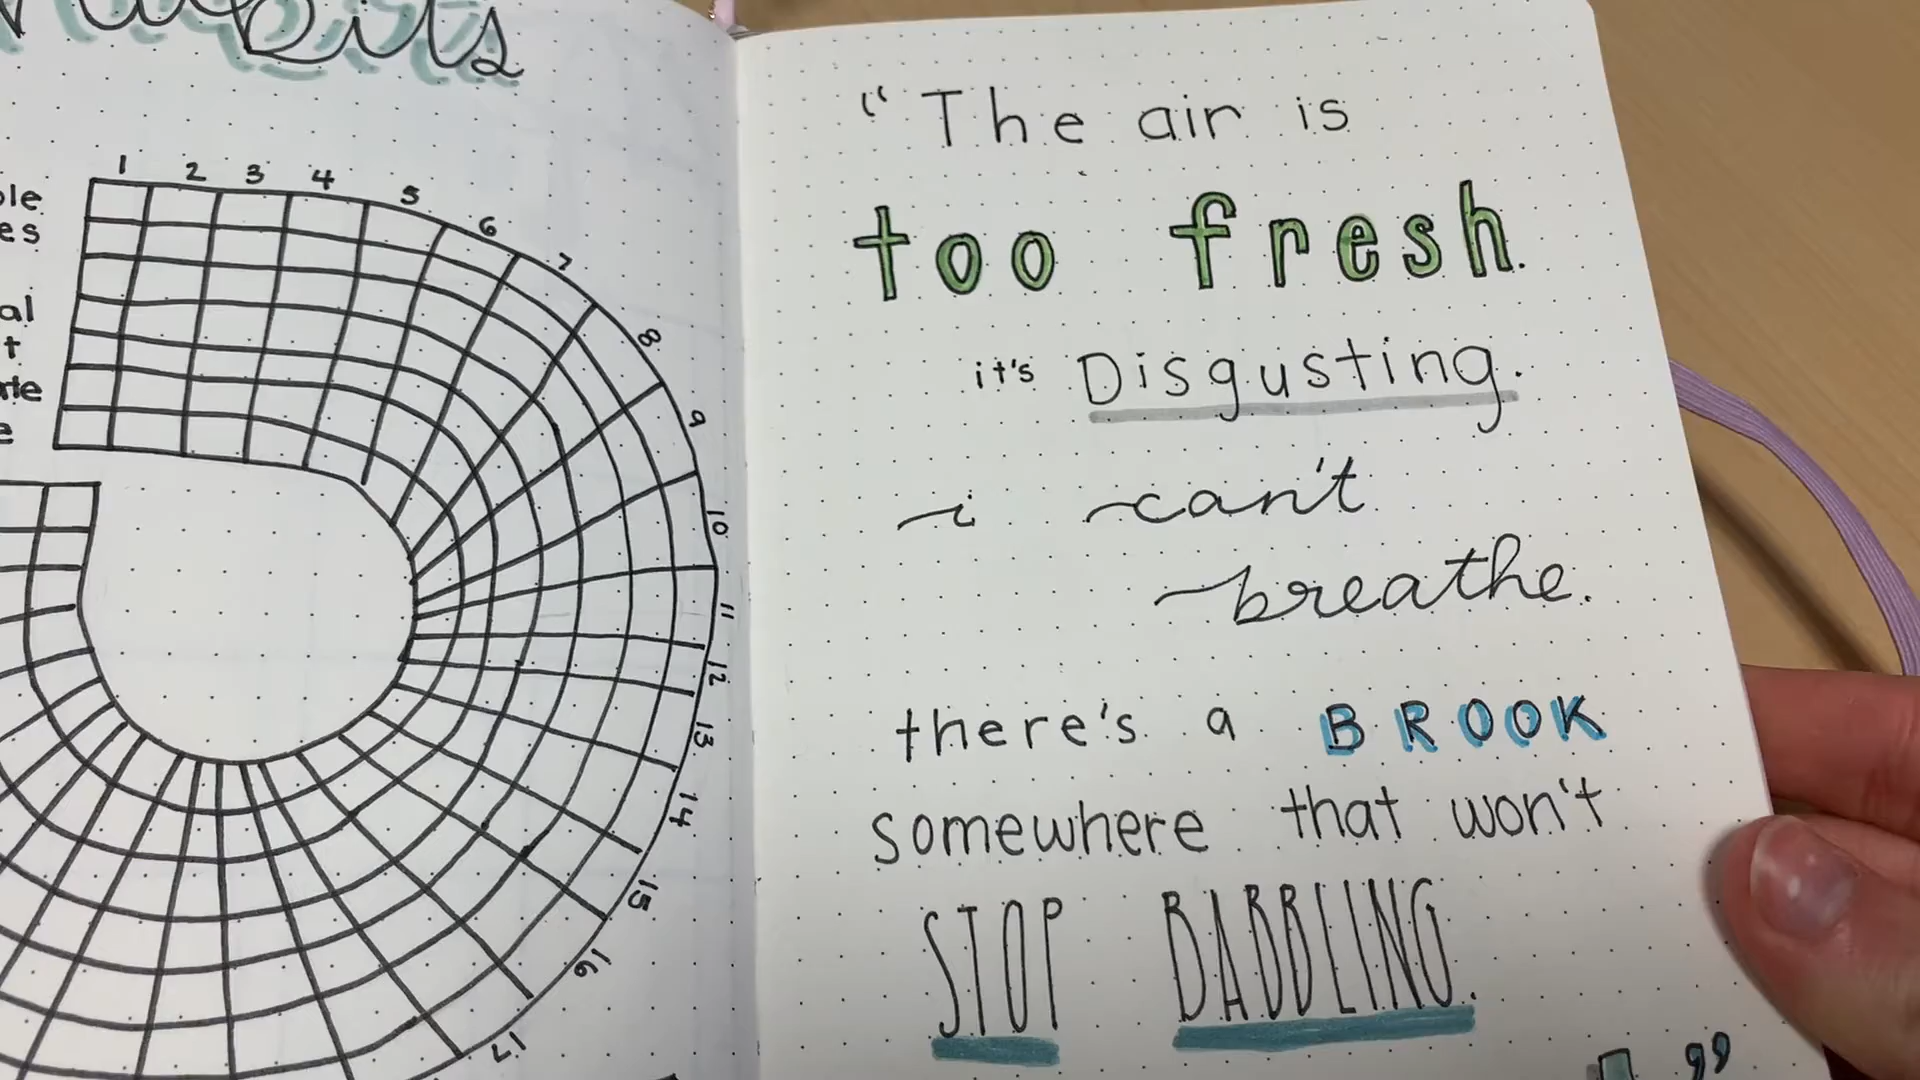 1 2 3 4 5 6 7 8 9 10 11 12 13 14 15 16 17
“The air is
too fresh.
it's Disgusting.
i can't
breathe.
there's a BROOK
somewhere that won't
STOP BABBLING.
”